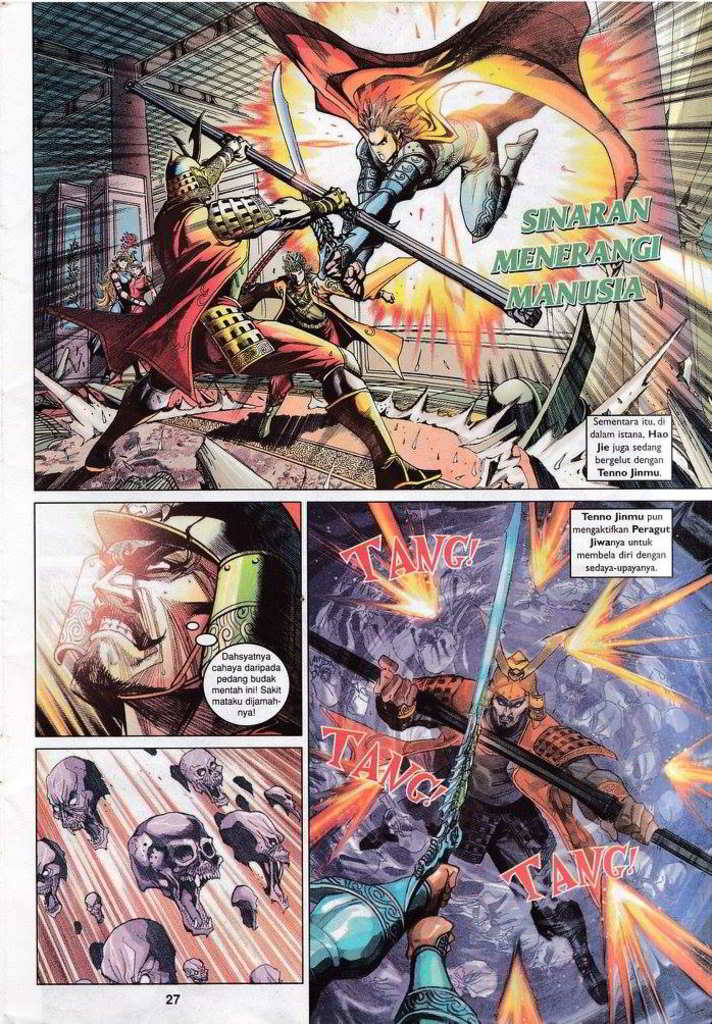 SINARAN
MENERANGI
MANUSIA
Sementara itu, di
dalam istana, Hao
Jie juga sedang
bergelut dengan
Tenno Jinmu.
Dahsyatnya
cahaya daripada
pedang budak
mentah ini! Sakit
mataku dijamah-
nya!
Tenno Jinmu pun
mengaktifkan Peragut
Jiwanya untuk
membela diri dengan
sedaya-upayanya.
TANG!
TANG
TANG!
TANG
TANG!
27